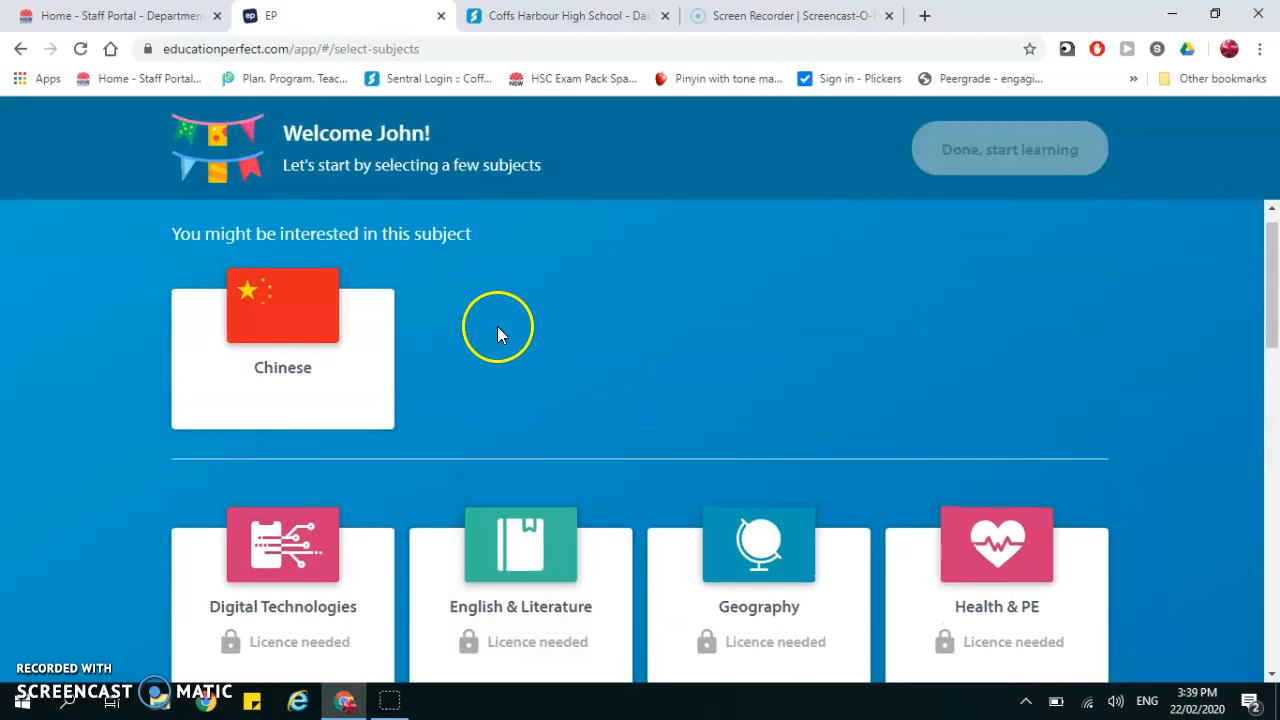 Home - Staff Portal - Department
ep EP
Coffs Harbour High School - Das
Screen Recorder | Screencast-O-
educationperfect.com/app/#/select-subjects
Apps
Home - Staff Portal...
Plan. Program. Teac...
Sentral Login :: Coff...
HSC Exam Pack Spa...
Pinyin with tone ma...
Sign in - Plickers
Peergrade - engagi...
»
Other bookmarks
Welcome John!
Let's start by selecting a few subjects
Done, start learning
You might be interested in this subject
Chinese
Digital Technologies
Licence needed
English & Literature
Licence needed
Geography
Licence needed
Health & PE
Licence needed
RECORDED WITH
SCREENCAST MATIC
ENG
3:39 PM
22/02/2020
2